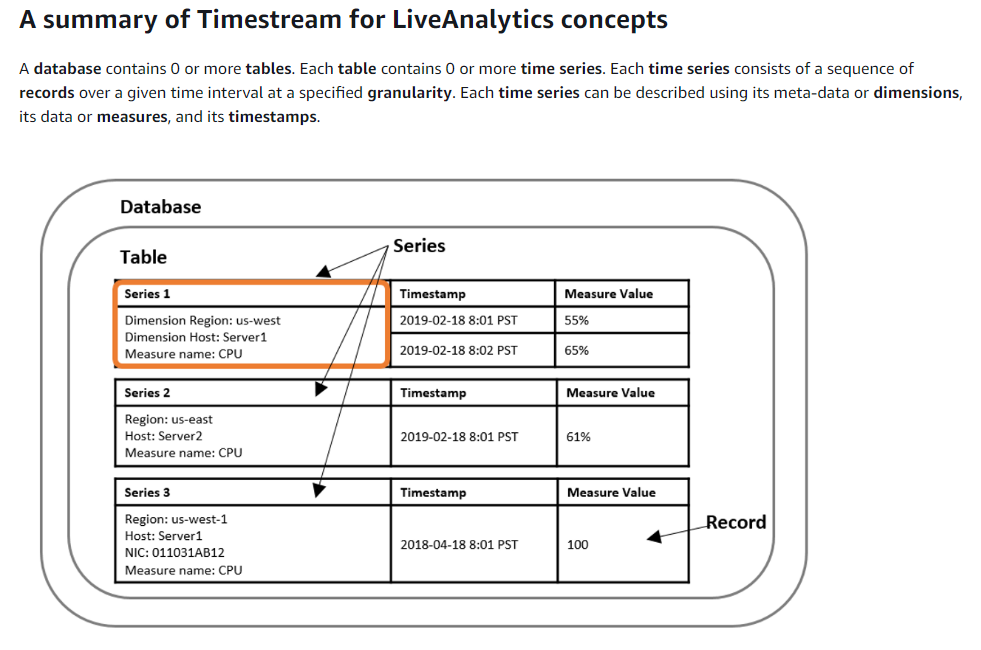 A summary of Timestream for LiveAnalytics concepts
A database contains 0 or more tables. Each table contains 0 or more time series. Each time series consists of a sequence of
records over a given time interval at a specified granularity. Each time series can be described using its meta-data or dimensions,
its data or measures, and its timestamps.
Database
Table
Series
Series 1
Timestamp
Measure Value
Dimension Region: us-west
Dimension Host: Server1
Measure name: CPU
2019-02-18 8:01 PST
55%
2019-02-18 8:02 PST
65%
Series 2
Timestamp
Measure Value
Region: us-east
Host: Server2
Measure name: CPU
2019-02-18 8:01 PST
61%
Series 3
Timestamp
Measure Value
Region: us-west-1
Host: Server1
NIC: 011031AB12
Measure name: CPU
2018-04-18 8:01 PST
100
Record